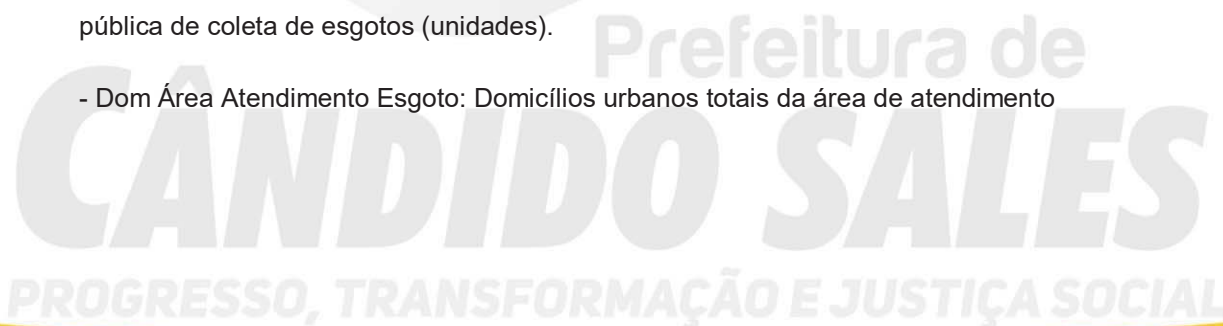 pública de coleta de esgotos (unidades).
Prefeitura de
- Dom Área Atendimento Esgoto: Domicílios urbanos totais da área de atendimento
CÂNDIDO SALES
PROGRESSO, TRANSFORMAÇÃO E JUSTIÇA SOCIAL